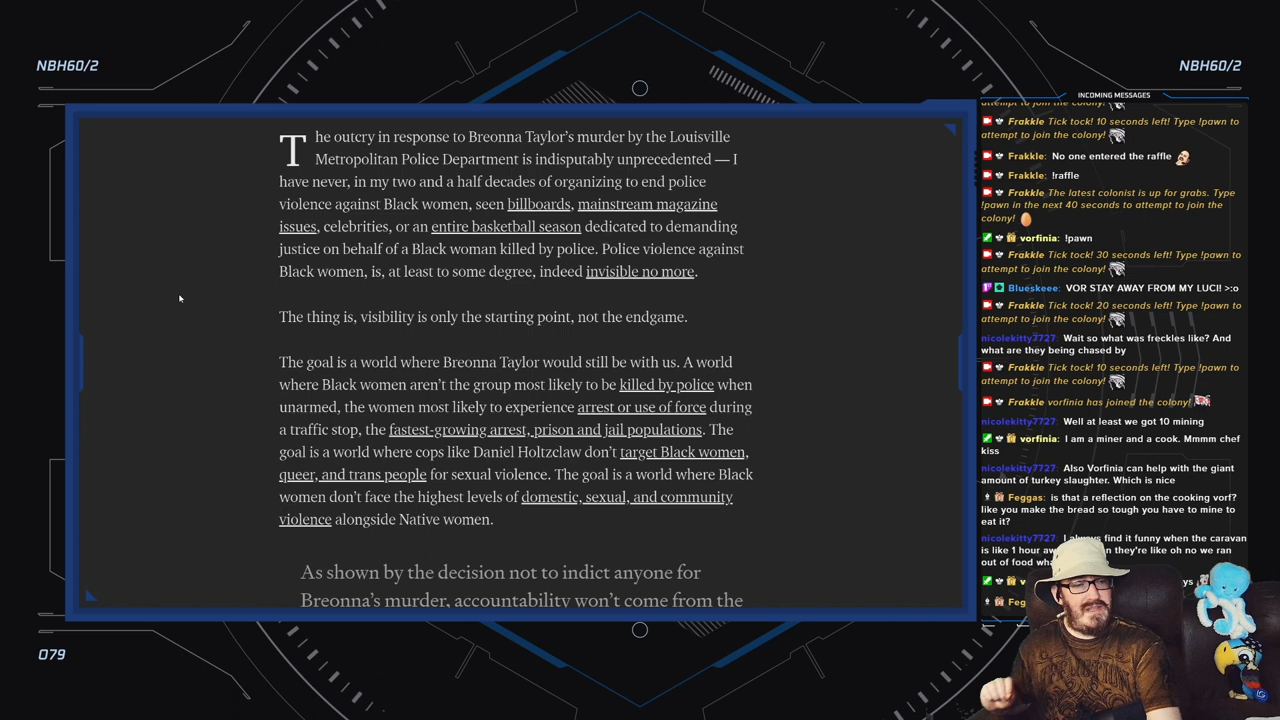 NBH60/2
NBH60/2
The outcry in response to Breonna Taylor's murder by the Louisville
Metropolitan Police Department is indisputably unprecedented — I
have never, in my two and a half decades of organizing to end police
violence against Black women, seen billboards, mainstream magazine
issues, celebrities, or an entire basketball season dedicated to demanding
justice on behalf of a Black woman killed by police. Police violence against
Black women, is, at least to some degree, indeed invisible no more.
The thing is, visibility is only the starting point, not the endgame.
The goal is a world where Breonna Taylor would still be with us. A world
where Black women aren't the group most likely to be killed by police when
unarmed, the women most likely to experience arrest or use of force during
a traffic stop, the fastest-growing arrest, prison and jail populations. The
goal is a world where cops like Daniel Holtzclaw don't target Black women,
queer, and trans people for sexual violence. The goal is a world where Black
women don't face the highest levels of domestic, sexual, and community
violence alongside Native women.
As shown by the decision not to indict anyone for
Breonna's murder, accountability won't come from the
079
INCOMING MESSAGES
attempt to join the colony!
Frakkle Tick tock! 10 seconds left! Type !pawn to
attempt to join the colony!
Frakkle: No one entered the raffle
Frakkle: !raffle
Frakkle The latest colonist is up for grabs. Type
!pawn in the next 40 seconds to attempt to join the
colony!
vorfinia: !pawn
Frakkle Tick tock! 30 seconds left! Type !pawn to
attempt to join the colony!
Blueskeee: VOR STAY AWAY FROM MY LUCI! >:o
Frakkle Tick tock! 20 seconds left! Type !pawn to
attempt to join the colony!
nicolekitty7727: Wait so what was freckles like? And
what are they being chased by
Frakkle Tick tock! 10 seconds left! Type !pawn to
attempt to join the colony!
Frakkle vorfinia has joined the colony!
nicolekitty7727: Well at least we got 10 mining
vorfinia: I am a miner and a cook. Mmmm chef
kiss
nicolekitty7727: Also Vorfinia can help with the giant
amount of turkey slaughter. Which is nice
Feggas: is that a reflection on the cooking vorf?
like you make the bread so tough you have to mine to
eat it?
nicolekitty7727: I always find it funny when the caravan
is like 1 hour they're like oh no we ran
out of food